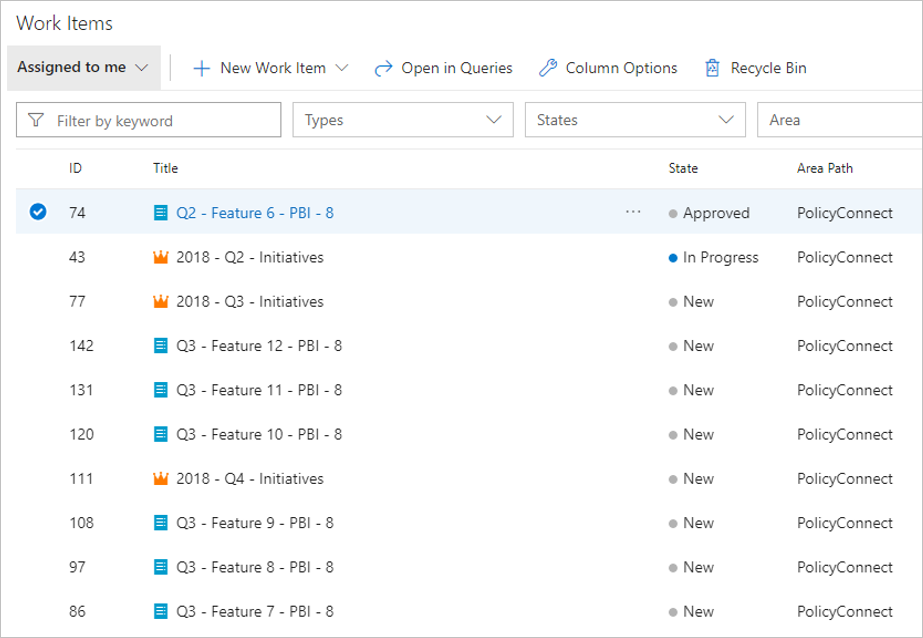 Work Items
Assigned to me New Work Item Open in Queries Column Options Recycle Bin
Filter by keyword Types States Area
ID Title State Area Path
74 Q2 - Feature 6 - PBI - 8 ... Approved PolicyConnect
43 2018 - Q2 - Initiatives In Progress PolicyConnect
77 2018 - Q3 - Initiatives New PolicyConnect
142 Q3 - Feature 12 - PBI - 8 New PolicyConnect
131 Q3 - Feature 11 - PBI - 8 New PolicyConnect
120 Q3 - Feature 10 - PBI - 8 New PolicyConnect
111 2018 - Q4 - Initiatives New PolicyConnect
108 Q3 - Feature 9 - PBI - 8 New PolicyConnect
97 Q3 - Feature 8 - PBI - 8 New PolicyConnect
86 Q3 - Feature 7 - PBI - 8 New PolicyConnect